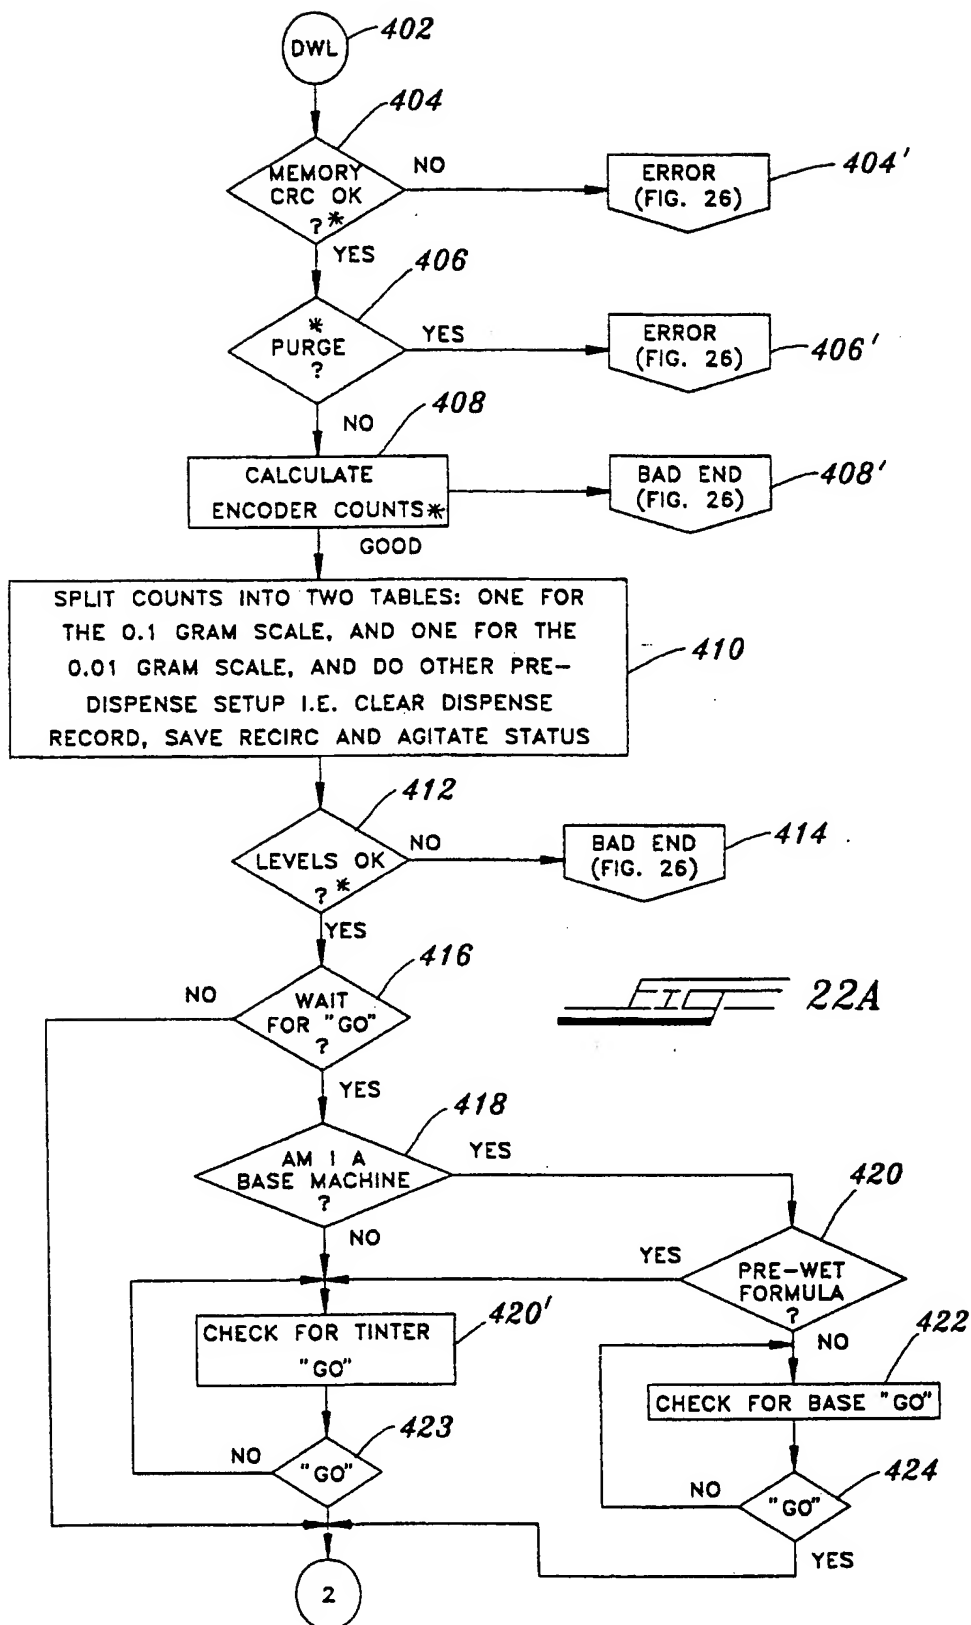 DWL
402
404
MEMORY
CRC OK
?*
NO
ERROR
(FIG. 26)
404'
YES
406
*
PURGE
?
YES
ERROR
(FIG. 26)
406'
NO
408
CALCULATE
ENCODER COUNTS*
BAD END
(FIG. 26)
408'
GOOD
SPLIT COUNTS INTO TWO TABLES: ONE FOR
THE 0.1 GRAM SCALE, AND ONE FOR THE
0.01 GRAM SCALE, AND DO OTHER PRE-
DISPENSE SETUP I.E. CLEAR DISPENSE
RECORD, SAVE RECIRC AND AGITATE STATUS
410
412
LEVELS OK
?*
NO
BAD END
(FIG. 26)
414
YES
416
NO
WAIT
FOR "GO"
?
FIG 22A
YES
418
AM I A
BASE MACHINE
?
YES
NO
420
YES
PRE-WET
FORMULA
?
CHECK FOR TINTER
"GO"
420'
NO
422
CHECK FOR BASE "GO"
423
NO
"GO"
424
NO
"GO"
YES
2